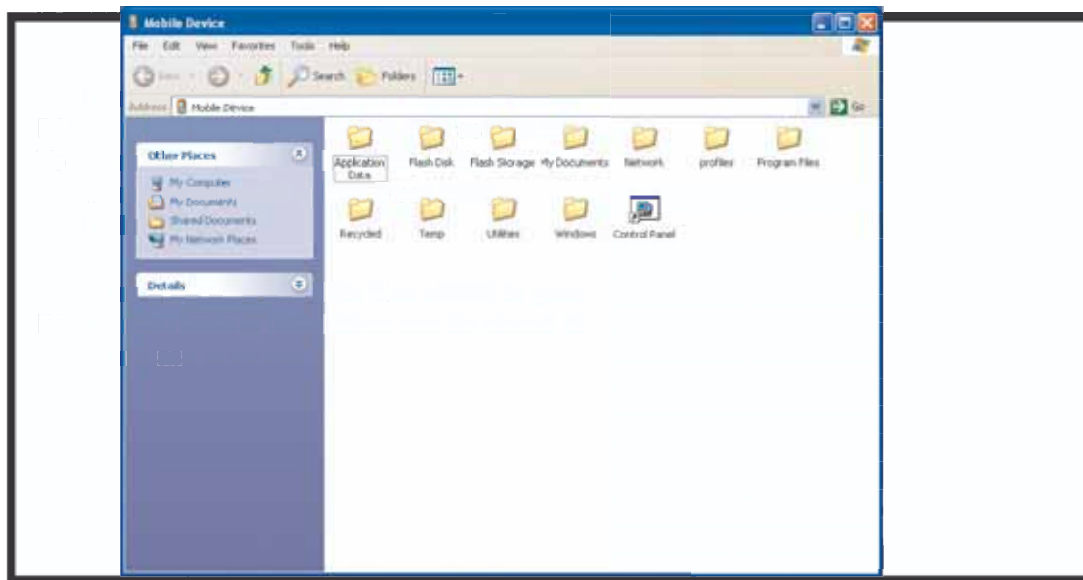 Mobile Device
File Edit View Favorites Tools Help
Search Folders
Address Mobile Device Go
Other Places
My Computer
My Documents
Shared Documents
My Network Places
Details
Application Data Flash Disk Flash Storage My Documents Network profiles Program Files
Recycled Temp Utilities Windows Control Panel